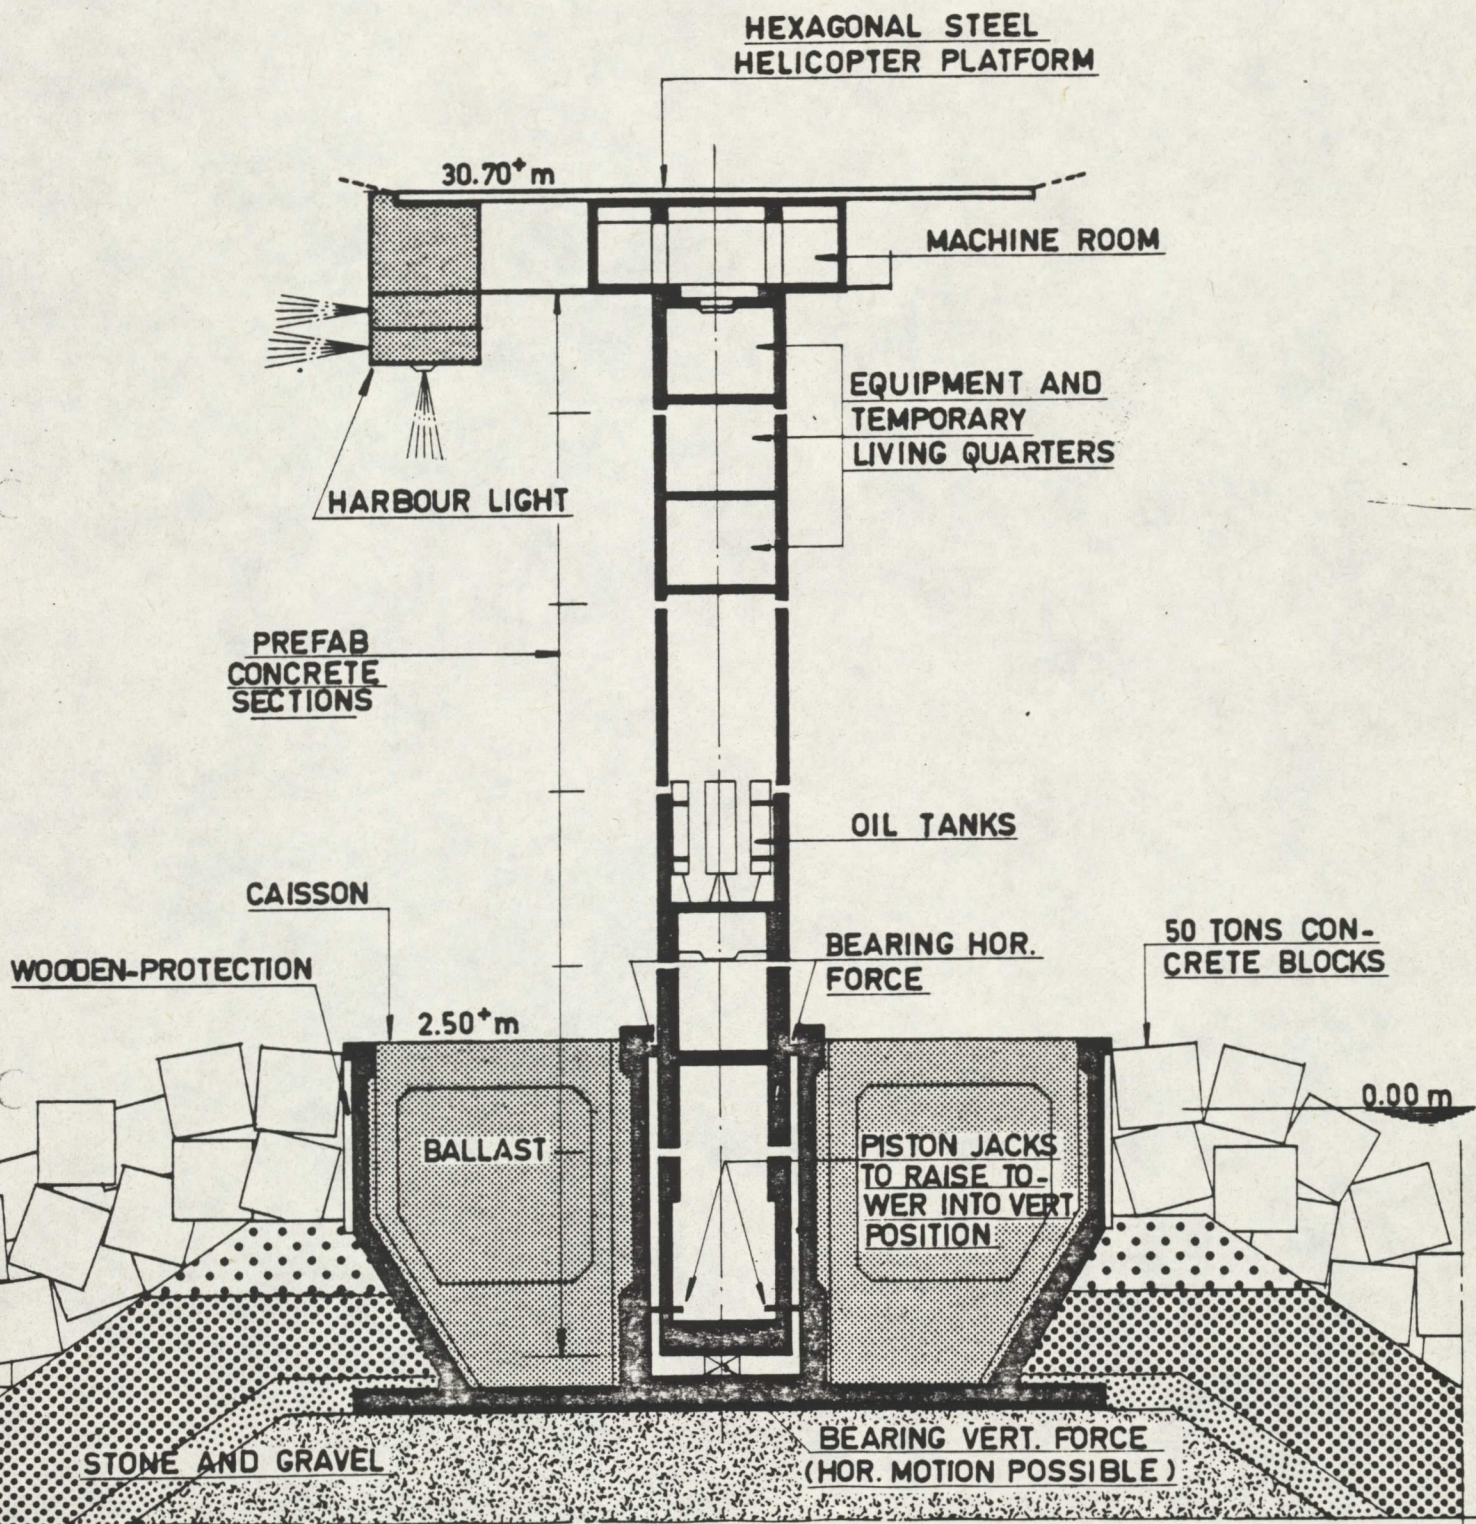 HEXAGONAL STEEL
HELICOPTER PLATFORM
30.70+ m
MACHINE ROOM
EQUIPMENT AND
TEMPORARY
LIVING QUARTERS
HARBOUR LIGHT
PREFAB
CONCRETE
SECTIONS
OIL TANKS
CAISSON
WOODEN-PROTECTION
BEARING HOR.
FORCE
50 TONS CON-
CRETE BLOCKS
2.50+ m
0.00 m
BALLAST
PISTON JACKS
TO RAISE TO-
WER INTO VERT.
POSITION
STONE AND GRAVEL
BEARING VERT. FORCE
(HOR. MOTION POSSIBLE)